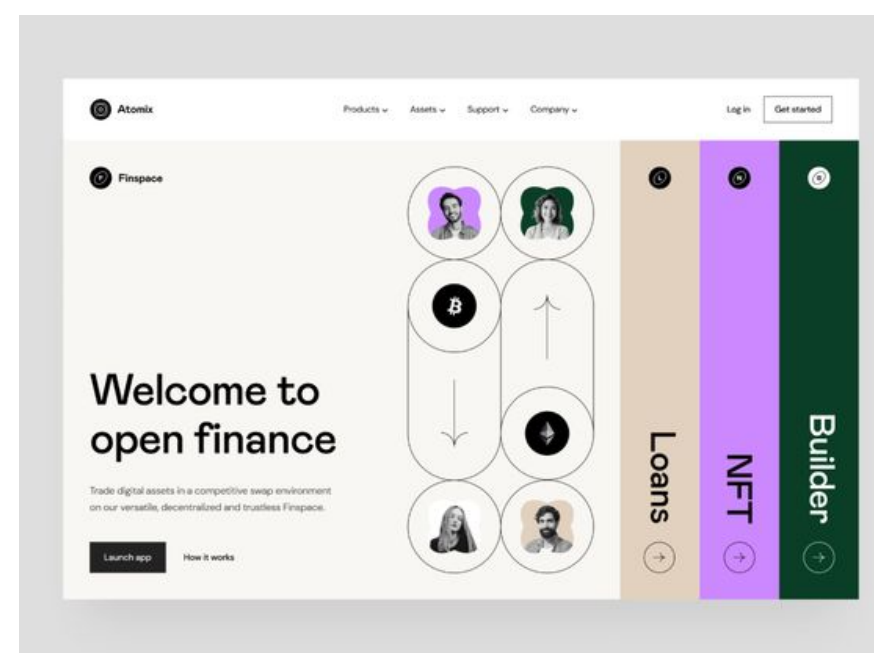 Atomix
Products
Assets
Support
Company
Log in
Get started
Finspace
Welcome to
open finance
Trade digital assets in a competitive swap environment
on our versatile, decentralized and trustless Finspace.
Launch app
How it works
L
Loans
N
NFT
B
Builder